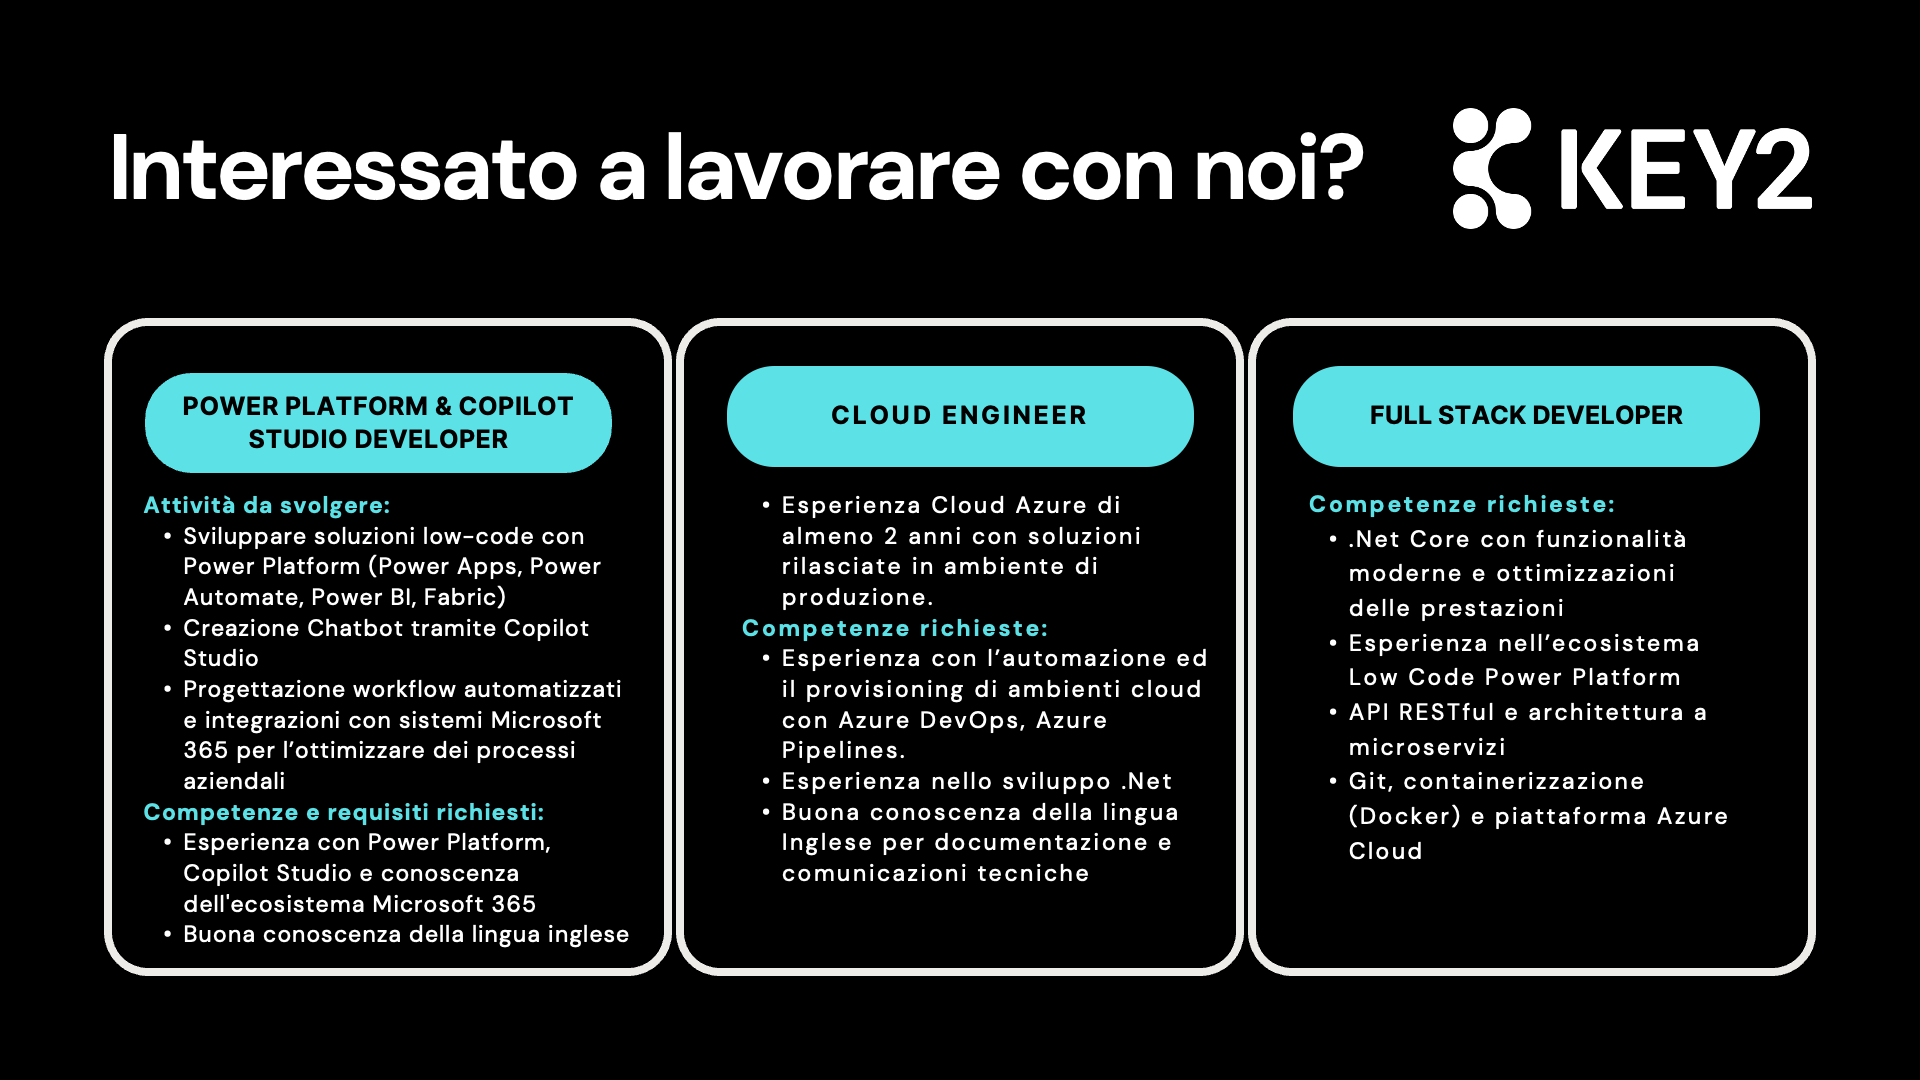 Interessato a lavorare con noi?
KEY2
POWER PLATFORM & COPILOT
STUDIO DEVELOPER
Attività da svolgere:
• Sviluppare soluzioni low-code con
Power Platform (Power Apps, Power
Automate, Power BI, Fabric)
• Creazione Chatbot tramite Copilot
Studio
• Progettazione workflow automatizzati
e integrazioni con sistemi Microsoft
365 per l’ottimizzare dei processi
aziendali
Competenze e requisiti richiesti:
• Esperienza con Power Platform,
Copilot Studio e conoscenza
dell'ecosistema Microsoft 365
• Buona conoscenza della lingua inglese
CLOUD ENGINEER
• Esperienza Cloud Azure di
almeno 2 anni con soluzioni
rilasciate in ambiente di
produzione.
Competenze richieste:
• Esperienza con l’automazione ed
il provisioning di ambienti cloud
con Azure DevOps, Azure
Pipelines.
• Esperienza nello sviluppo .Net
• Buona conoscenza della lingua
Inglese per documentazione e
comunicazioni tecniche
FULL STACK DEVELOPER
Competenze richieste:
• .Net Core con funzionalità
moderne e ottimizzazioni
delle prestazioni
• Esperienza nell’ecosistema
Low Code Power Platform
• API RESTful e architettura a
microservizi
• Git, containerizzazione
(Docker) e piattaforma Azure
Cloud